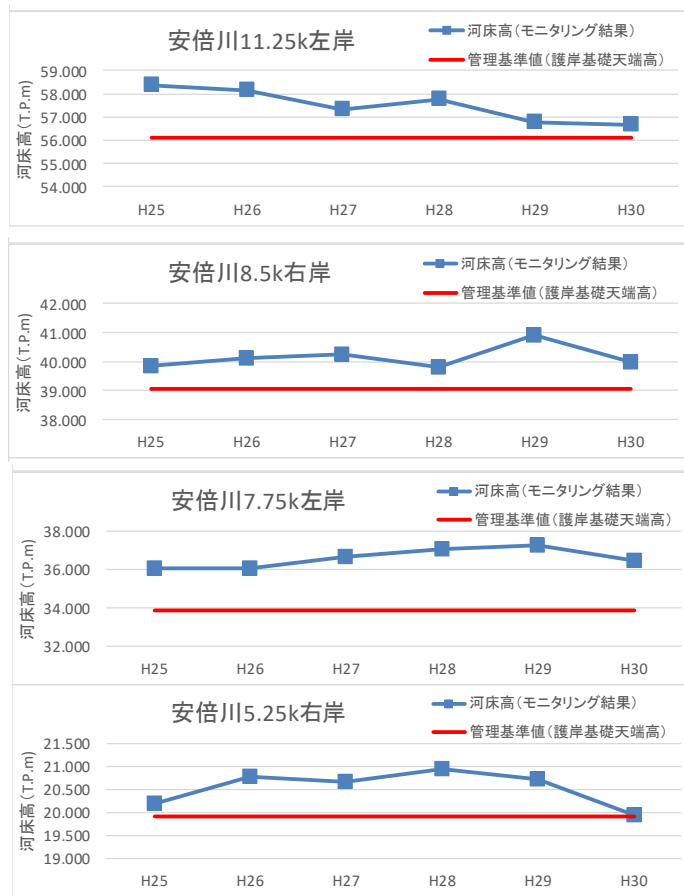 安倍川11.25k左岸
河床高(モニタリング結果)
管理基準値(護岸基礎天端高)
河床高(T.P.m)
59.000
58.000
57.000
56.000
55.000
54.000
H25 H26 H27 H28 H29 H30
安倍川8.5k右岸
河床高(モニタリング結果)
管理基準値(護岸基礎天端高)
河床高(T.P.m)
42.000
41.000
40.000
39.000
38.000
H25 H26 H27 H28 H29 H30
安倍川7.75k左岸
河床高(モニタリング結果)
管理基準値(護岸基礎天端高)
河床高(T.P.m)
38.000
36.000
34.000
32.000
H25 H26 H27 H28 H29 H30
安倍川5.25k右岸
河床高(モニタリング結果)
管理基準値(護岸基礎天端高)
河床高(T.P.m)
21.500
21.000
20.500
20.000
19.500
19.000
H25 H26 H27 H28 H29 H30